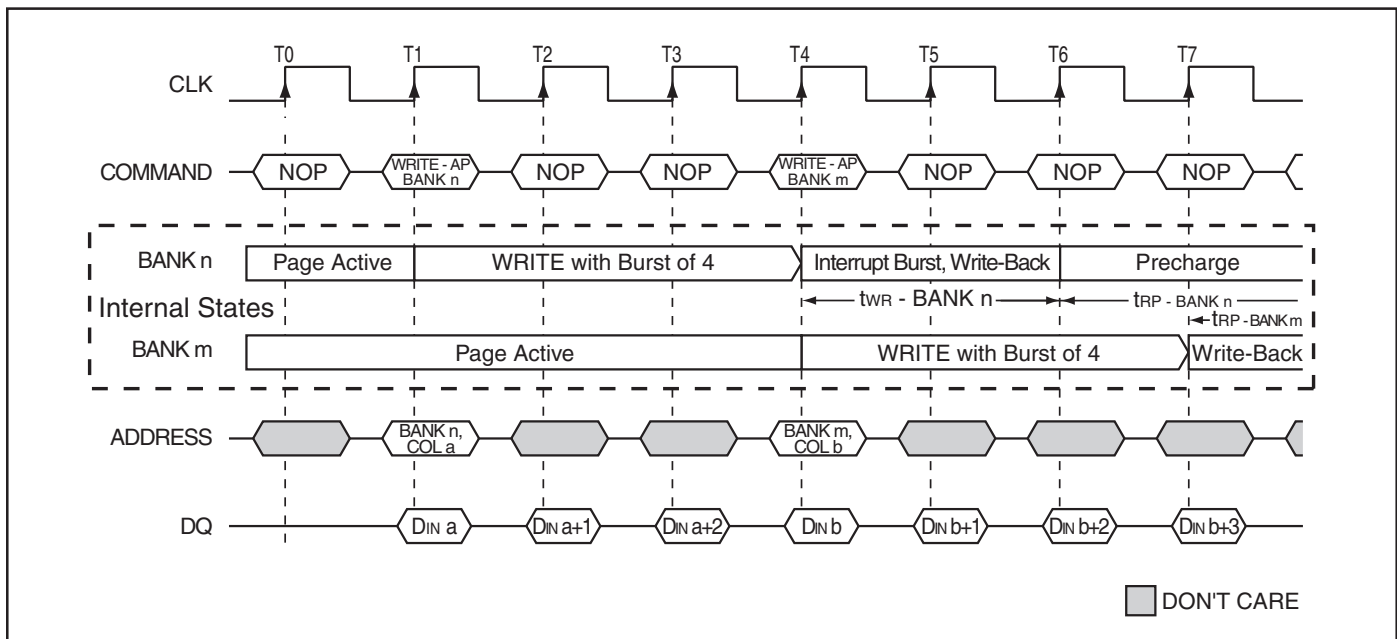 T0 T1 T2 T3 T4 T5 T6 T7
CLK
COMMAND NOP WRITE - AP BANK n NOP NOP WRITE - AP BANK m NOP NOP NOP
BANK n Page Active WRITE with Burst of 4 Interrupt Burst, Write-Back Precharge
Internal States tWR - BANK n tRP - BANK n
tRP - BANK m
BANK m Page Active WRITE with Burst of 4 Write-Back
ADDRESS BANK n, COL a BANK m, COL b
DQ DIN a DIN a+1 DIN a+2 DIN b DIN b+1 DIN b+2 DIN b+3
DON'T CARE